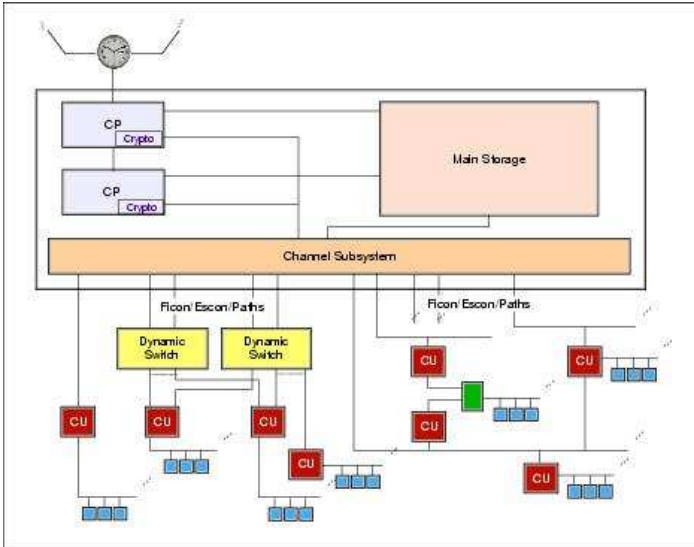 CP
Crypto
Main Storage
CP
Crypto
Channel Subsystem
Ficon/Escon/Paths
Ficon/Escon/Paths
Dynamic
Switch
Dynamic
Switch
CU
CU
CU
CU
CU
CU
CU
CU